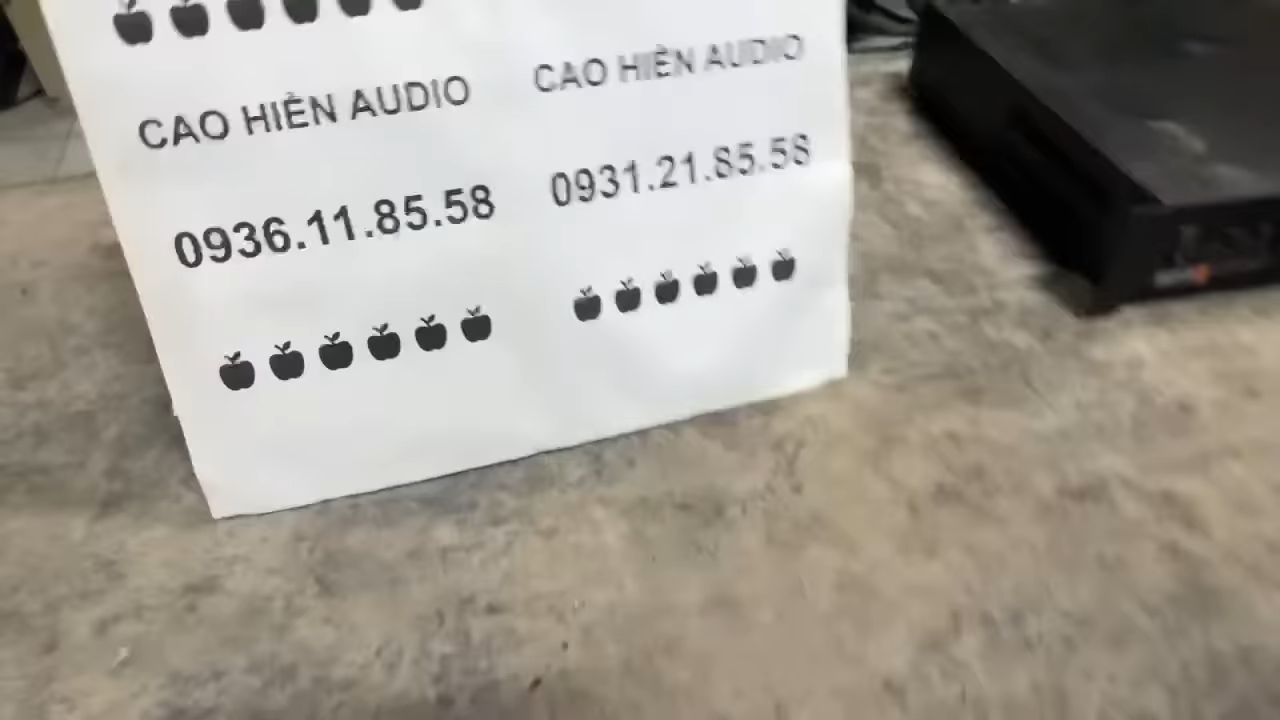 CAO HIỀN AUDIO CAO HIỀN AUDIO
0936.11.85.58 0931.21.85.58